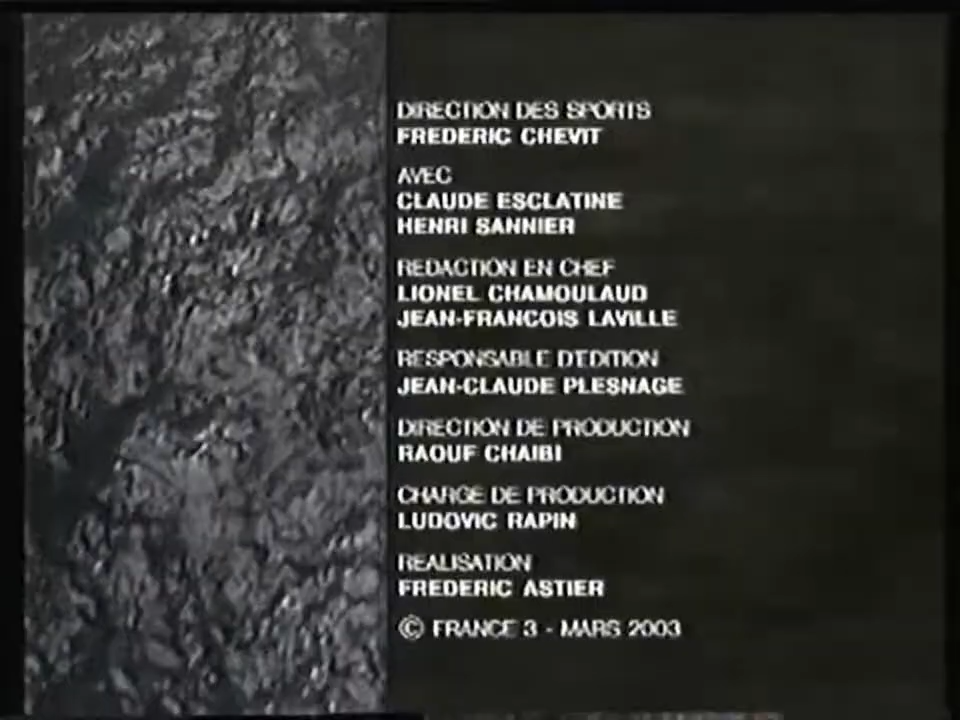 DIRECTION DES SPORTS
FREDERIC CHEVIT
AVEC
CLAUDE ESCLATINE
HENRI SANNIER
REDACTION EN CHEF
LIONEL CHAMOULAUD
JEAN-FRANCOIS LAVILLE
RESPONSABLE D'EDITION
JEAN-CLAUDE PLESNAGE
DIRECTION DE PRODUCTION
RAOUF CHAIBI
CHARGE DE PRODUCTION
LUDOVIC RAPIN
REALISATION
FREDERIC ASTIER
© FRANCE 3 - MARS 2003